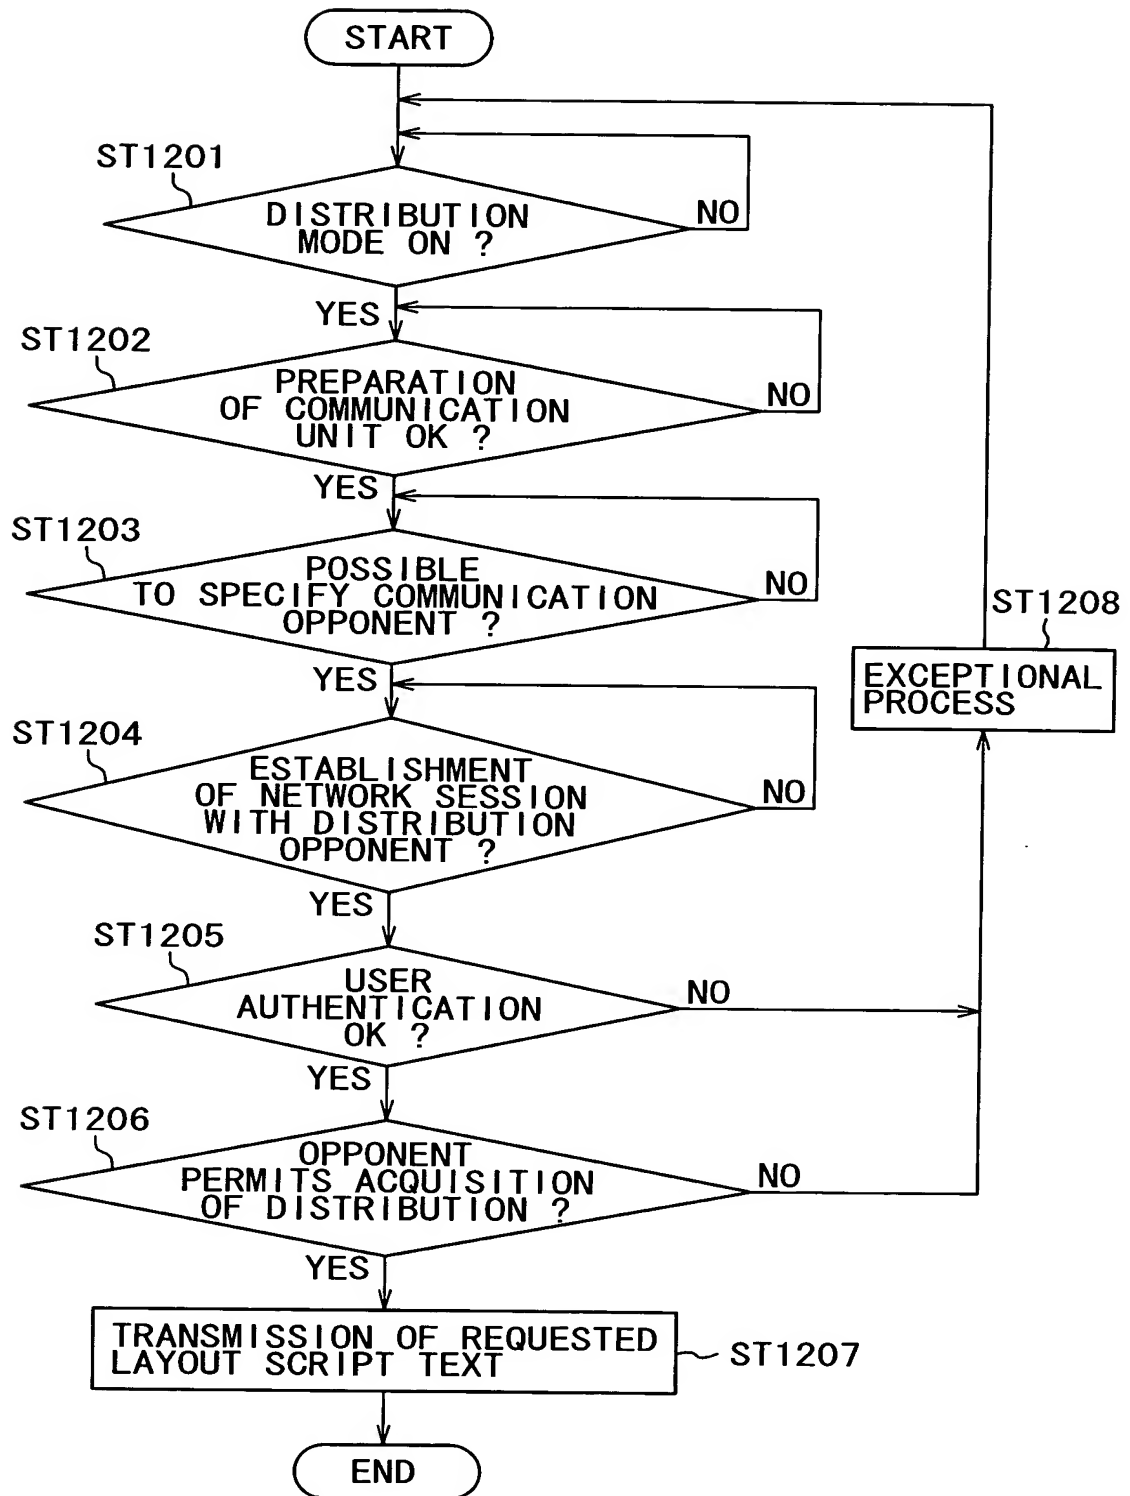 START
ST1201
DISTRIBUTION
MODE ON ?
NO
YES
ST1202
PREPARATION
OF COMMUNICATION
UNIT OK ?
NO
YES
ST1203
POSSIBLE
TO SPECIFY COMMUNICATION
OPPONENT ?
NO
ST1208
EXCEPTIONAL
PROCESS
YES
ST1204
ESTABLISHMENT
OF NETWORK SESSION
WITH DISTRIBUTION
OPPONENT ?
NO
YES
ST1205
USER
AUTHENTICATION
OK ?
NO
YES
ST1206
OPPONENT
PERMITS ACQUISITION
OF DISTRIBUTION ?
NO
YES
TRANSMISSION OF REQUESTED
LAYOUT SCRIPT TEXT
ST1207
END